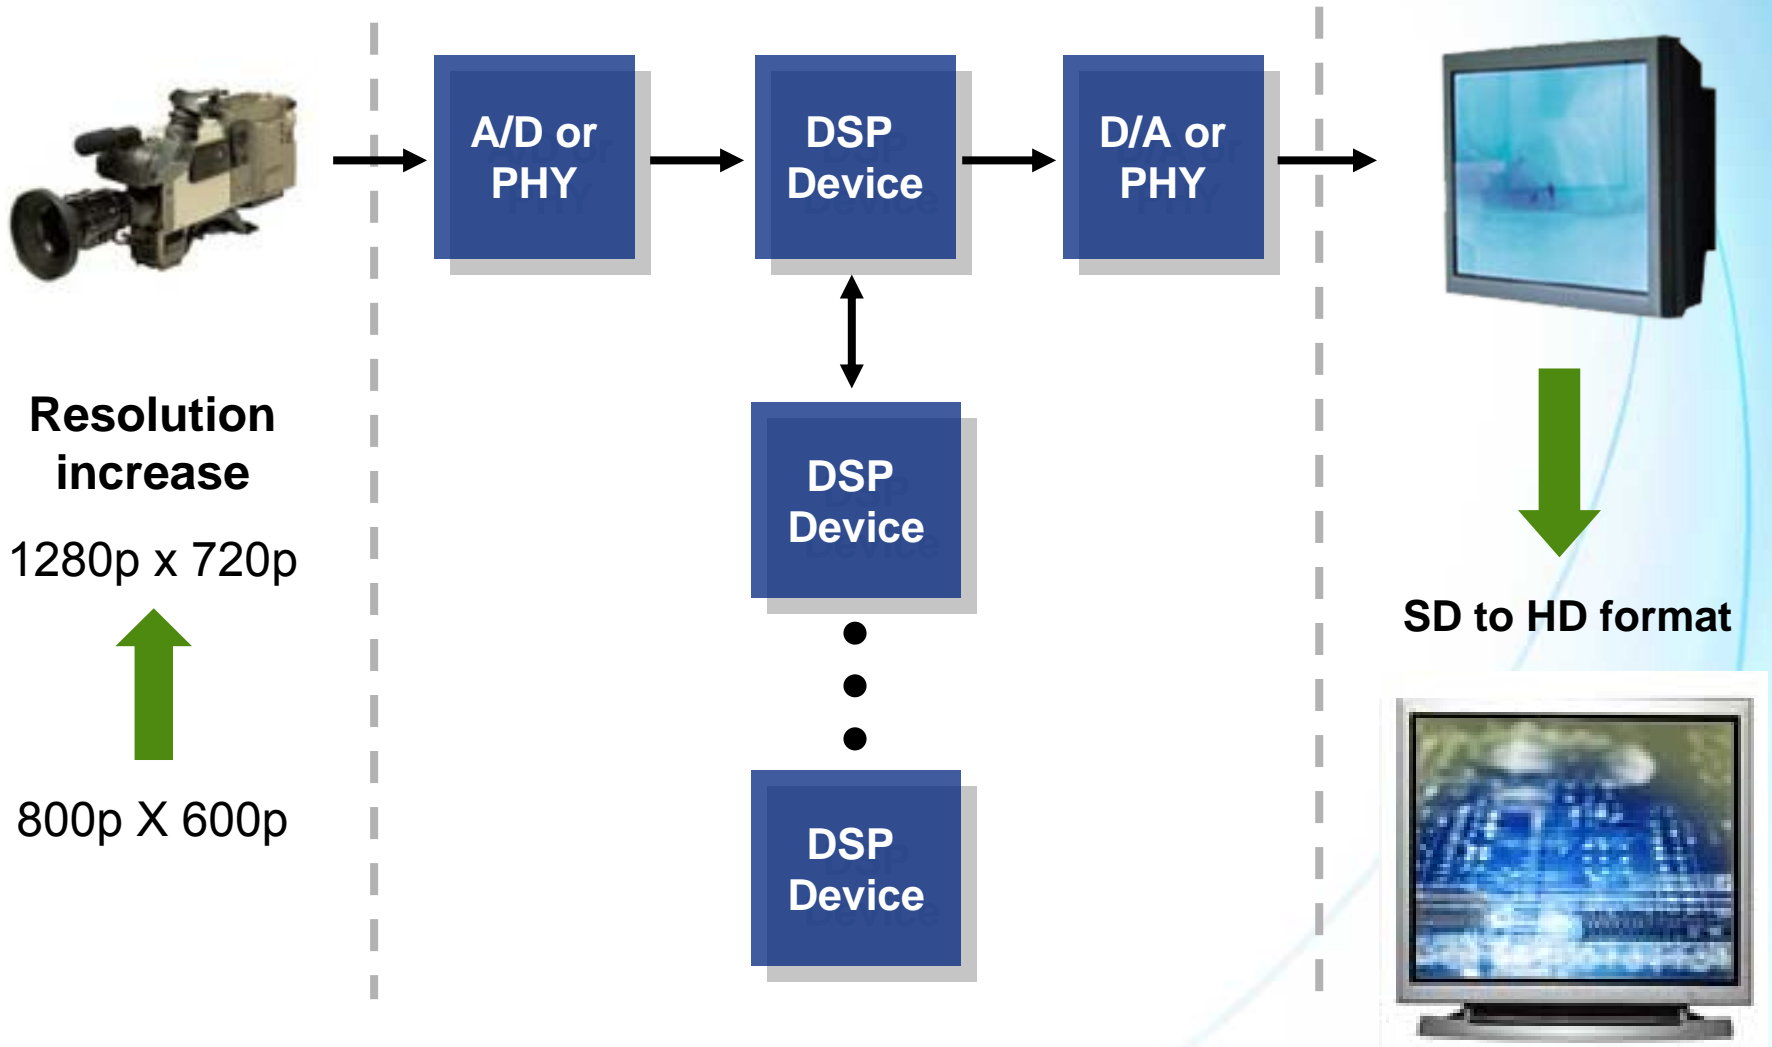 A/D or
PHY
DSP
Device
D/A or
PHY
Resolution
increase
1280p x 720p
800p X 600p
DSP
Device
DSP
Device
SD to HD format